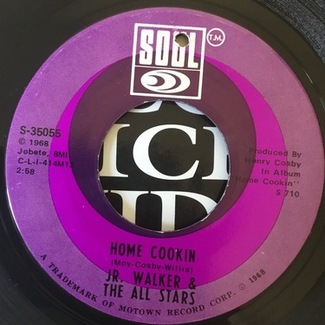 SOUL
T.M.
S-35055
℗ 1968
Jobete, BMI
2:58
Produced By
Henry Cosby
In Album
Home Cookin"
S 710
ICI
HOME COOKIN
(Moy-Cosby-Willis)
JR. WALKER &
THE ALL STARS
A TRADEMARK OF MOTOWN RECORD CORP. © 1968